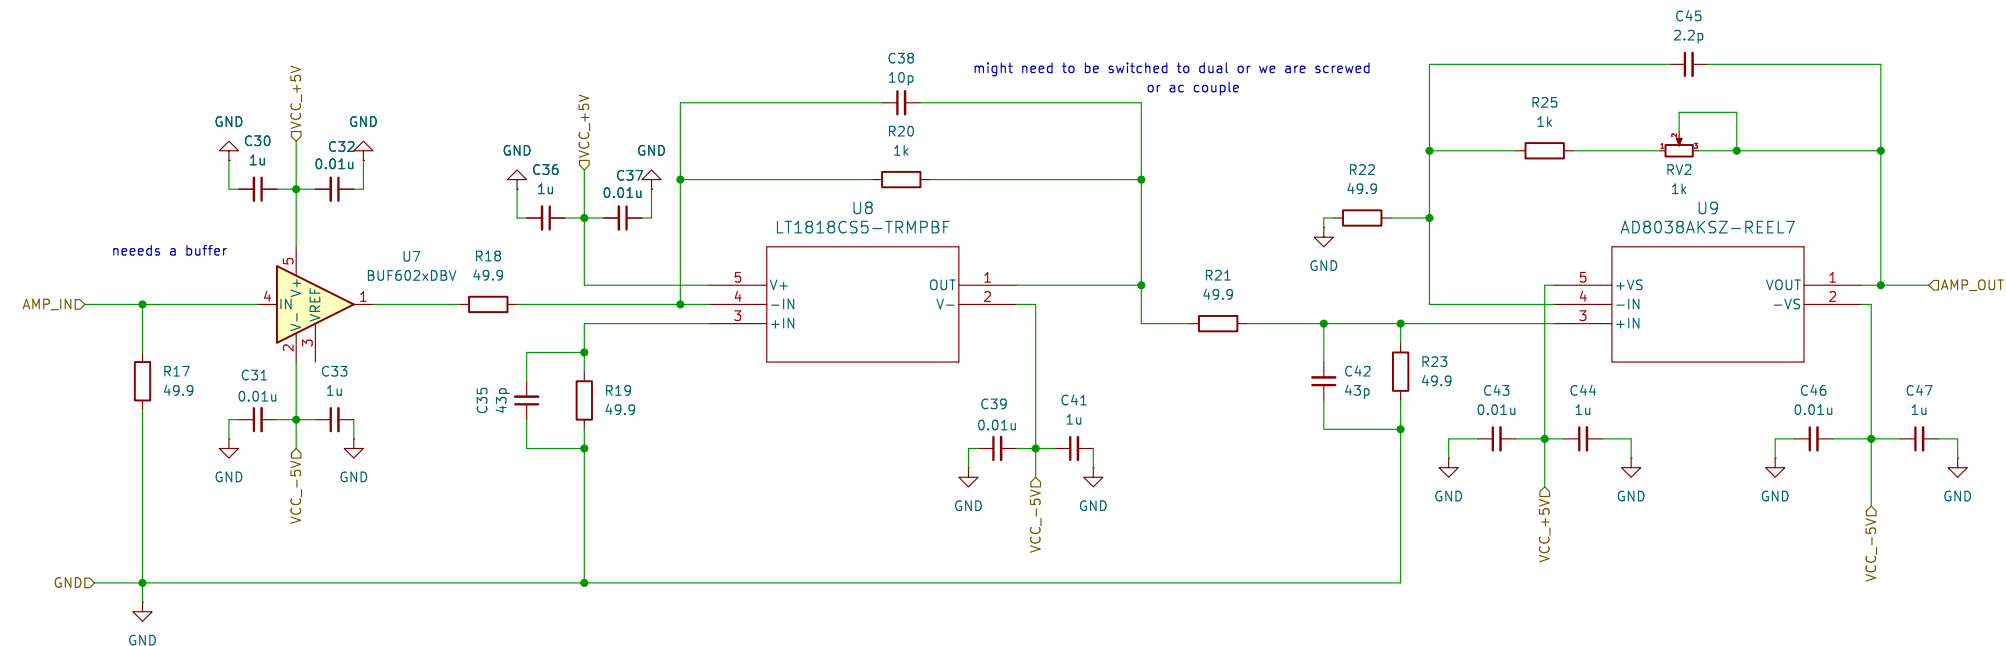 C45
2.2p
might need to be switched to dual or we are screwed
or ac couple
C38
10p
VCC_+5V
VCC_+5V
R25
1k
GND
C30
1u
GND
C32
0.01u
R20
1k
2
1
3
RV2
1k
GND
C36
1u
GND
C37
0.01u
R22
49.9
U8
LT1818CS5-TRMPBF
U9
AD8038AKSZ-REEL7
neeeds a buffer
U7
BUF602xDBV
R18
49.9
GND
5
V+
4
IN
VREF
V-
1
2
3
AMP_IN
5
V+
4
-IN
3
+IN
OUT
1
V-
2
R21
49.9
5
+VS
4
-IN
3
+IN
VOUT
1
-VS
2
AMP_OUT
R17
49.9
C31
0.01u
C33
1u
C35
43p
R19
49.9
C42
43p
R23
49.9
C39
0.01u
C41
1u
C43
0.01u
C44
1u
C46
0.01u
C47
1u
GND
GND
VCC_-5V
GND
GND
VCC_-5V
GND
GND
VCC_+5V
GND
GND
VCC_-5V
GND
GND